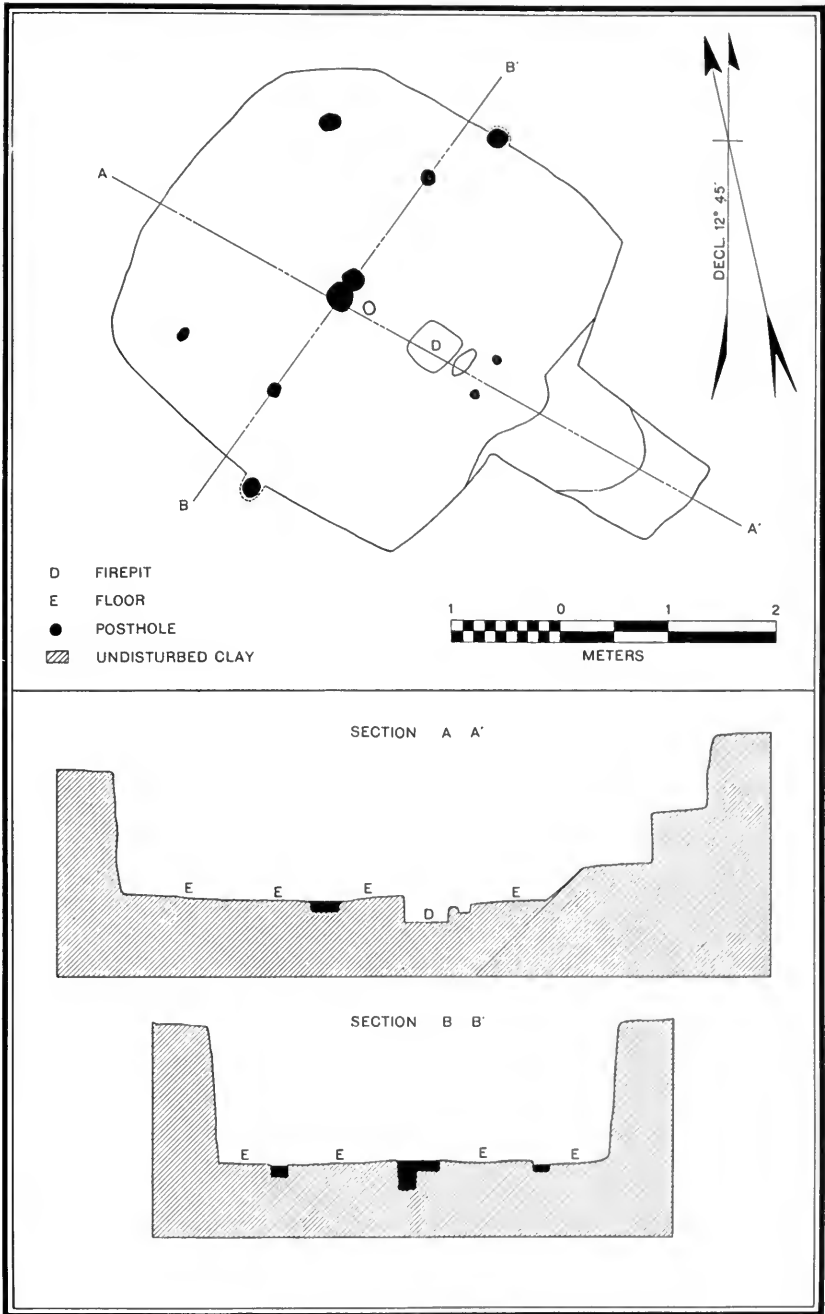 B'
A
DECL. 12° 45'
D
B
A'
D FIREPIT
E FLOOR
POSTHOLE
UNDISTURBED CLAY
1 0 1 2
METERS
SECTION A A'
E E E E
D
SECTION B B'
E E E E